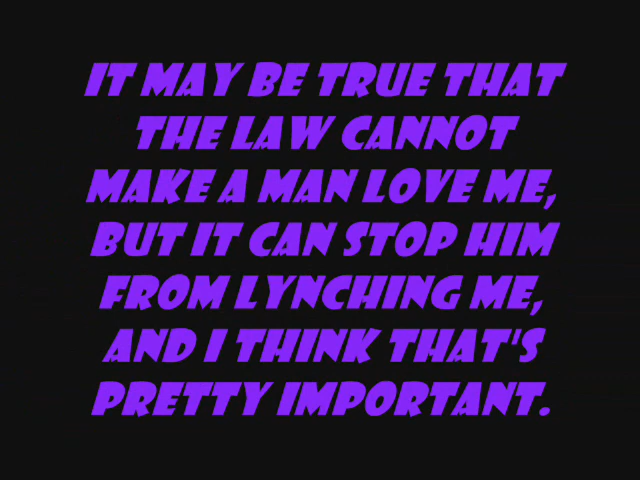 IT MAY BE TRUE THAT
THE LAW CANNOT
MAKE A MAN LOVE ME,
BUT IT CAN STOP HIM
FROM LYNCHING ME,
AND I THINK THAT'S
PRETTY IMPORTANT.